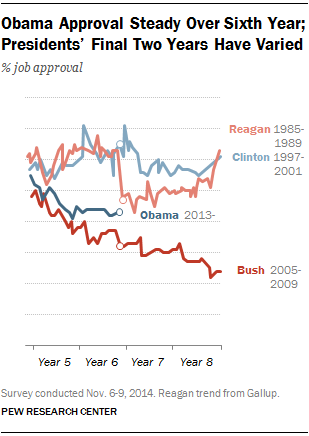 Obama Approval Steady Over Sixth Year;
Presidents' Final Two Years Have Varied
% job approval
Reagan 1985-
1989
Clinton 1997-
2001
Obama 2013-
Bush 2005-
2009
Year 5 Year 6 Year 7 Year 8
Survey conducted Nov. 6-9, 2014. Reagan trend from Gallup.
PEW RESEARCH CENTER